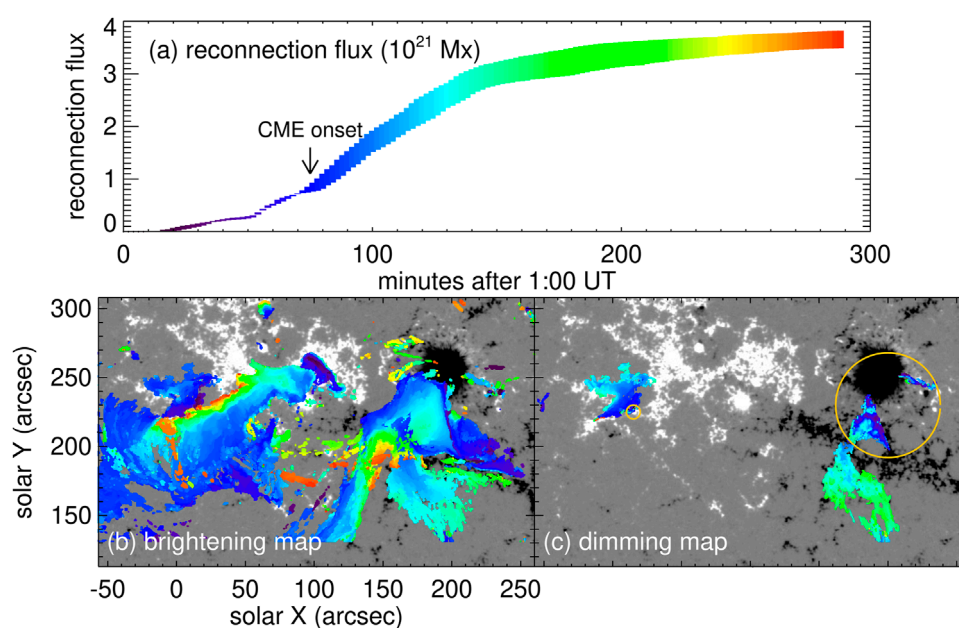 (a) reconnection flux (10^21 Mx)
reconnection flux
4
3
2
1
0
CME onset
0 100 200 300
minutes after 1:00 UT
300
250
200
150
solar Y (arcsec)
(b) brightening map
(c) dimming map
-50 0 50 100 150 200 250
solar X (arcsec)